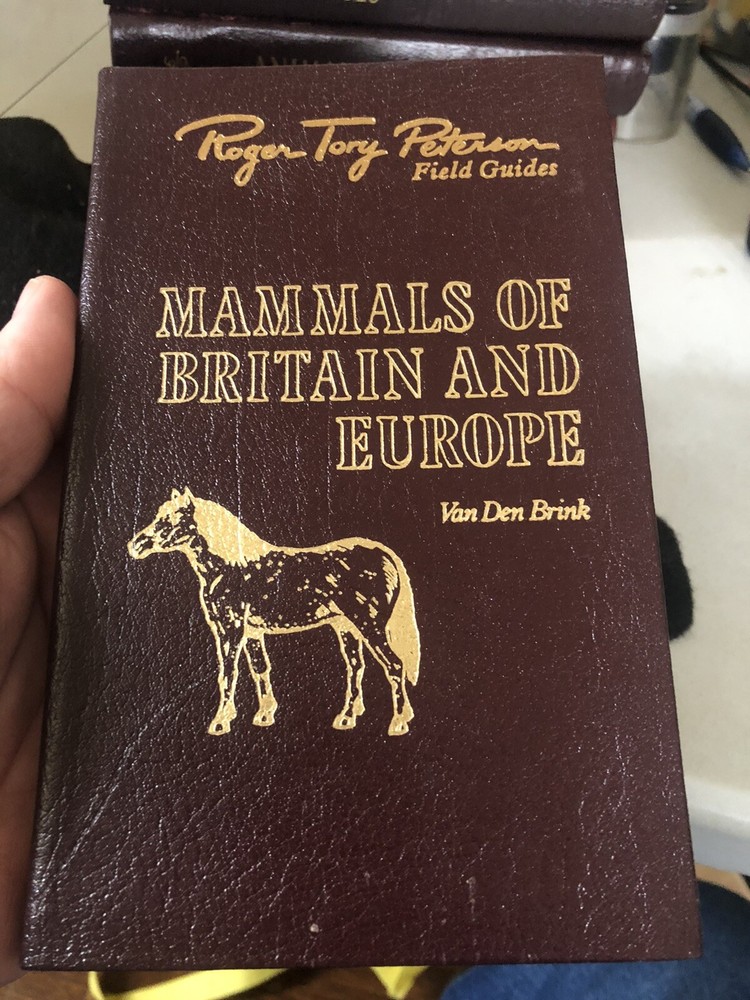 Roger Tory Peterson
Field Guides
MAMMALS OF
BRITAIN AND
EUROPE
Van Den Brink